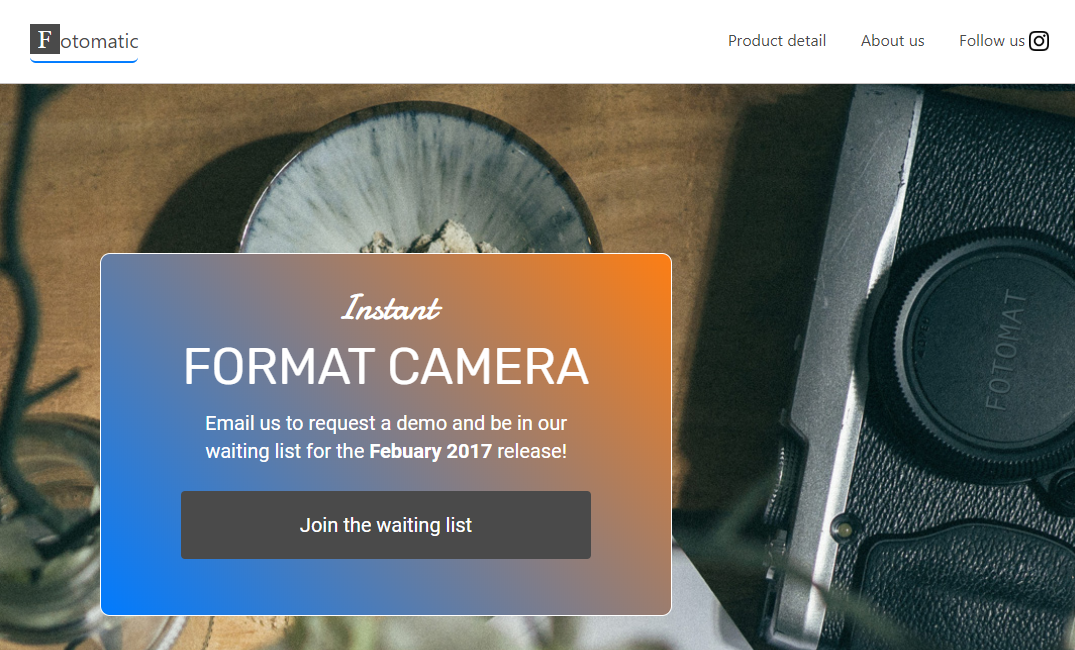 Fotomatic
Product detail
About us
Follow us
Instant
FORMAT CAMERA
Email us to request a demo and be in our
waiting list for the Febuary 2017 release!
Join the waiting list
FOTOMAT